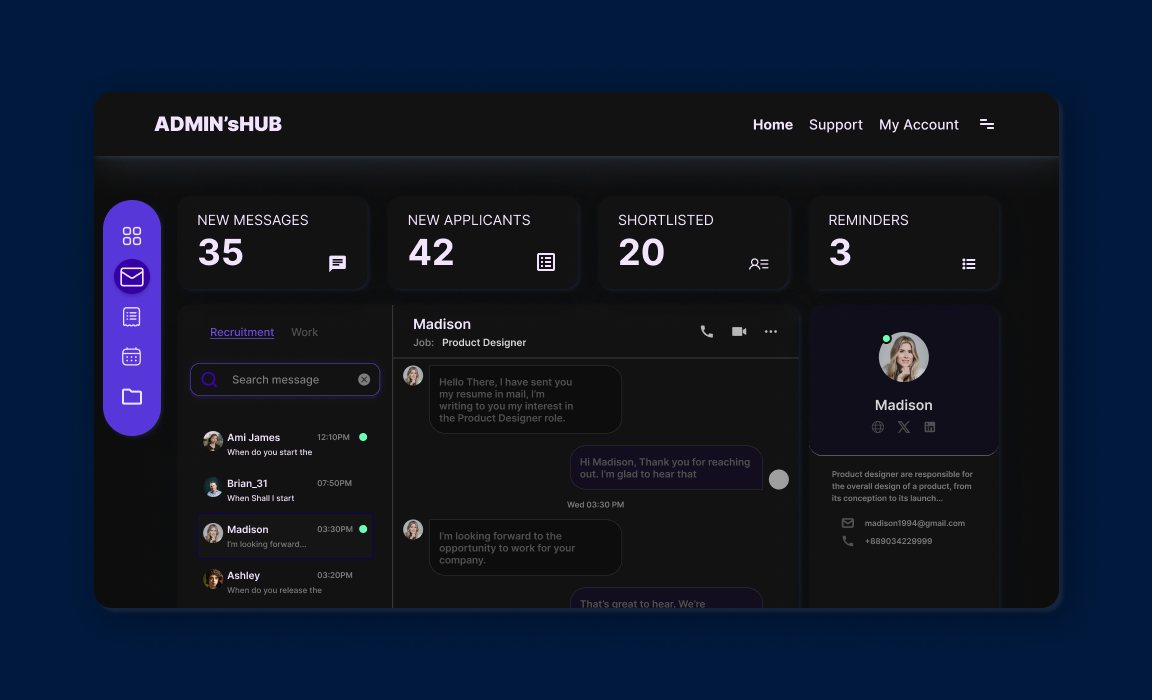 ADMIN’sHUB
Home Support My Account
NEW MESSAGES
35
NEW APPLICANTS
42
SHORTLISTED
20
REMINDERS
3
Recruitment Work
Search message
Ami James 12:10PM
When do you start the
Brian_31 07:50PM
When Shall I start
Madison 03:30PM
I'm looking forward...
Ashley 03:20PM
When do you release the
Madison
Job: Product Designer
Hello There, I have sent you
my resume in mail, I'm
writing to you my interest in
the Product Designer role.
Hi Madison, Thank you for reaching
out. I'm glad to hear that
Wed 03:30 PM
I'm looking forward to the
opportunity to work for your
company.
That's great to hear. We're
Madison
Product designer are responsible for
the overall design of a product, from
its conception to its launch...
madison1994@gmail.com
+889034229999